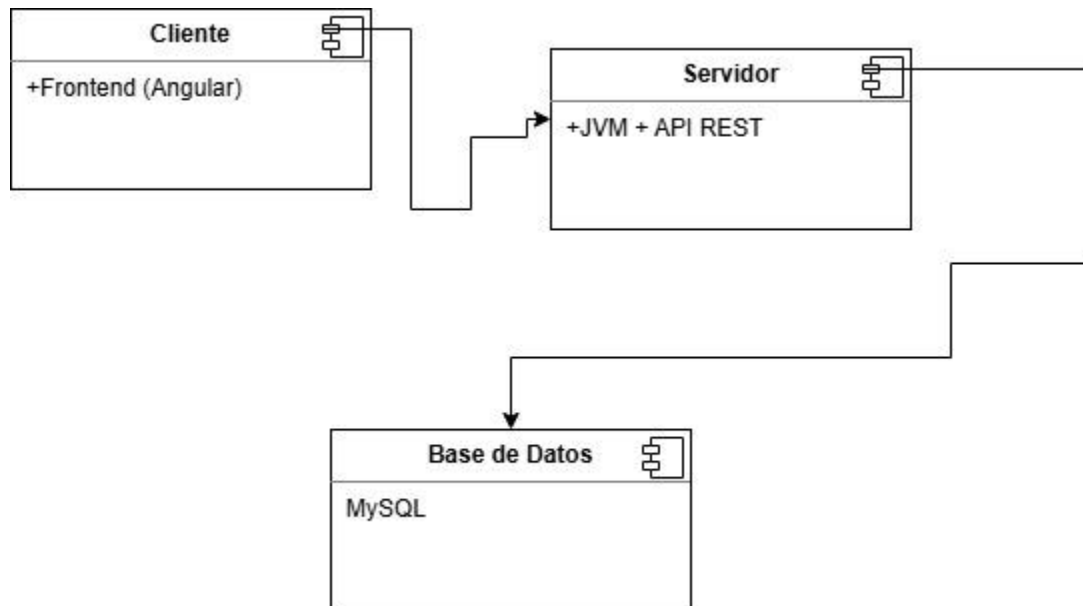 Cliente
+Frontend (Angular)
Servidor
+JVM + API REST
Base de Datos
MySQL